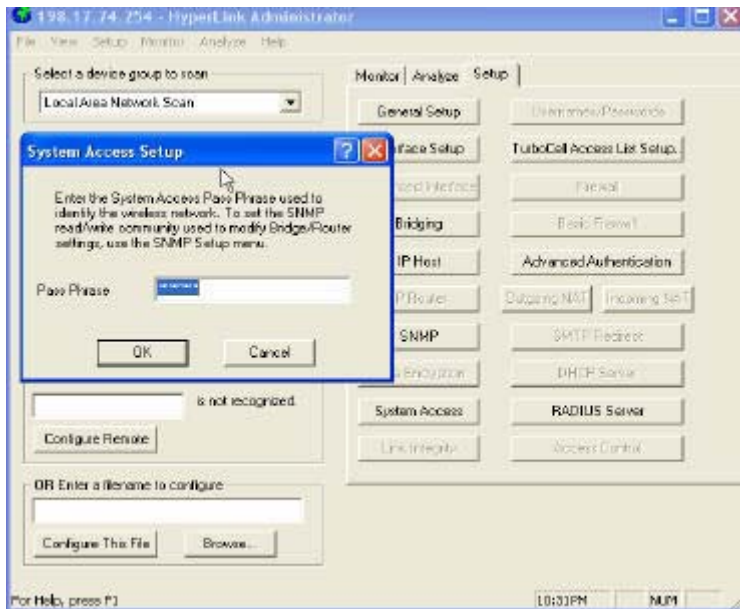 198.17.74.254 - HyperLink Administrator
File View Setup Monitor Analyze Help
Select a device group to scan
Local Area Network Scan
Monitor Analyze Setup
General Setup
Usernames/Passwords
System Access Setup
face Setup
TurboCell Access List Setup.
Enter the System Access Pass Phrase used to
identify the wireless network. To set the SNMP
read/write community used to modify Bridge/Router
settings, use the SNMP Setup menu.
Pass Phrase
OK
Cancel
Interface
Firewall
Bridging
Basic Firewall
IP Host
Advanced Authentication
P Router
Outgoing NAT
Incoming NAT
SNMP
SMTP Redirect
Encryption
DHCP Server
is not recognized.
System Access
RADIUS Server
Configure Remote
Link Integrity
Access Control
OR Enter a filename to configure
Configure This File
Browse...
For Help, press F1
10:31PM
NUM